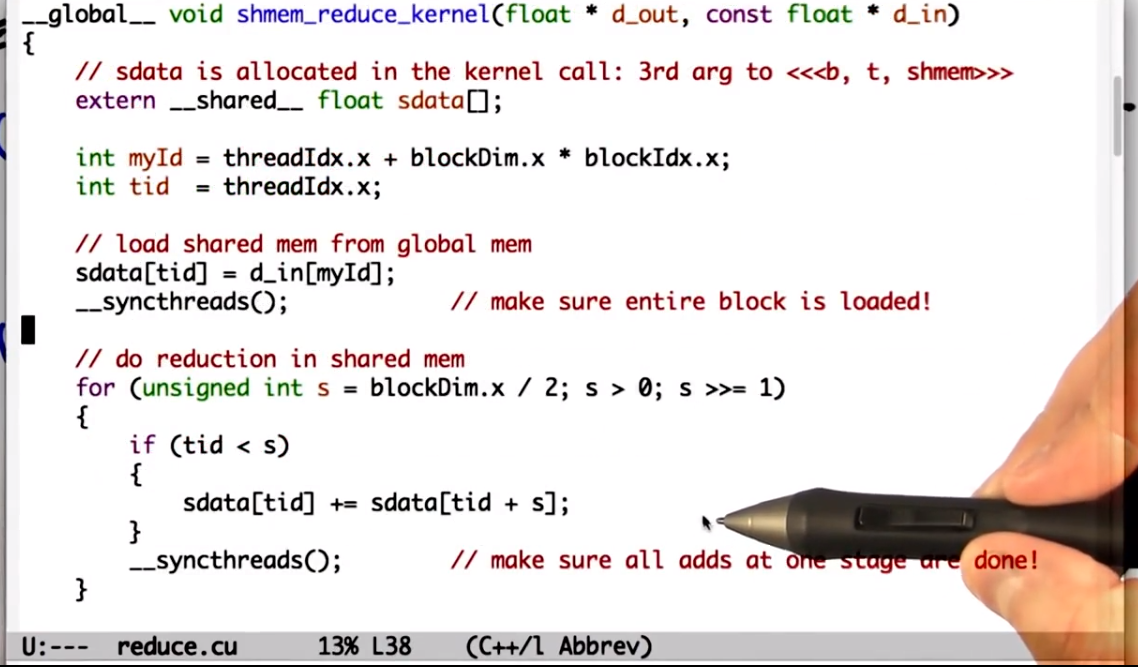 __global__ void shmem_reduce_kernel(float * d_out, const float * d_in)
{
    // sdata is allocated in the kernel call: 3rd arg to <<<b, t, shmem>>>
    extern __shared__ float sdata[];

    int myId = threadIdx.x + blockDim.x * blockIdx.x;
    int tid  = threadIdx.x;

    // load shared mem from global mem
    sdata[tid] = d_in[myId];
    __syncthreads();            // make sure entire block is loaded!

    // do reduction in shared mem
    for (unsigned int s = blockDim.x / 2; s > 0; s >>= 1)
    {
        if (tid < s)
        {
            sdata[tid] += sdata[tid + s];
        }
        __syncthreads();        // make sure all adds at one stage are done!
    }
U:---  reduce.cu      13% L38    (C++/l Abbrev)